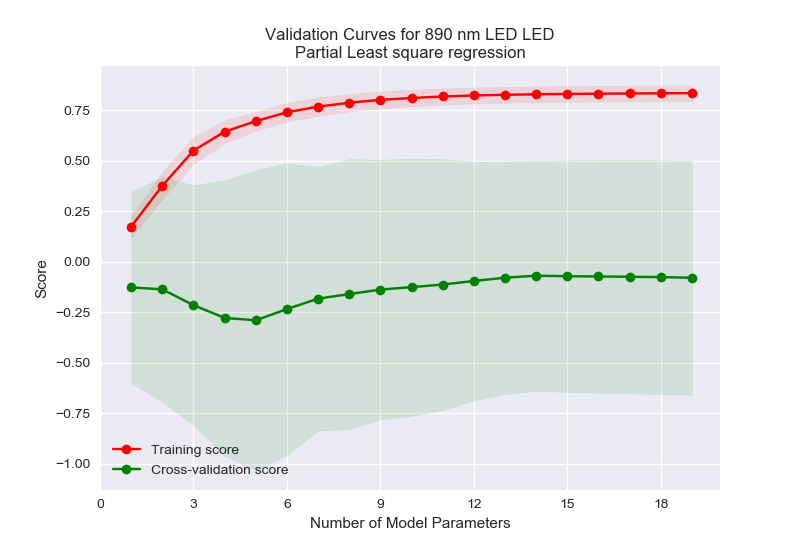 Validation Curves for 890 nm LED LED
Partial Least square regression
Score
0.75
0.50
0.25
0.00
−0.25
−0.50
−0.75
−1.00
Training score
Cross-validation score
0 3 6 9 12 15 18
Number of Model Parameters